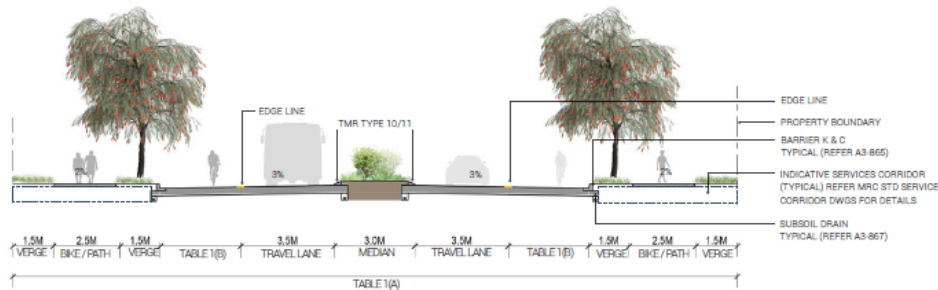 EDGE LINE
TMR TYPE 10/11
3%
3%
2%
EDGE LINE
PROPERTY BOUNDARY
BARRIER K & C
TYPICAL (REFER A3-865)
INDICATIVE SERVICES CORRIDOR
(TYPICAL) REFER MRC STD SERVICE
CORRIDOR DWGS FOR DETAILS
SUBSOIL DRAIN
TYPICAL (REFER A3-867)
1.5M 2.5M 1.5M 3.5M 3.0M 3.5M 1.5M 2.5M 1.5M
VERGE BIKE / PATH VERGE TABLE 1(B) TRAVEL LANE MEDIAN TRAVEL LANE TABLE 1(B) VERGE BIKE / PATH VERGE
TABLE 1(A)